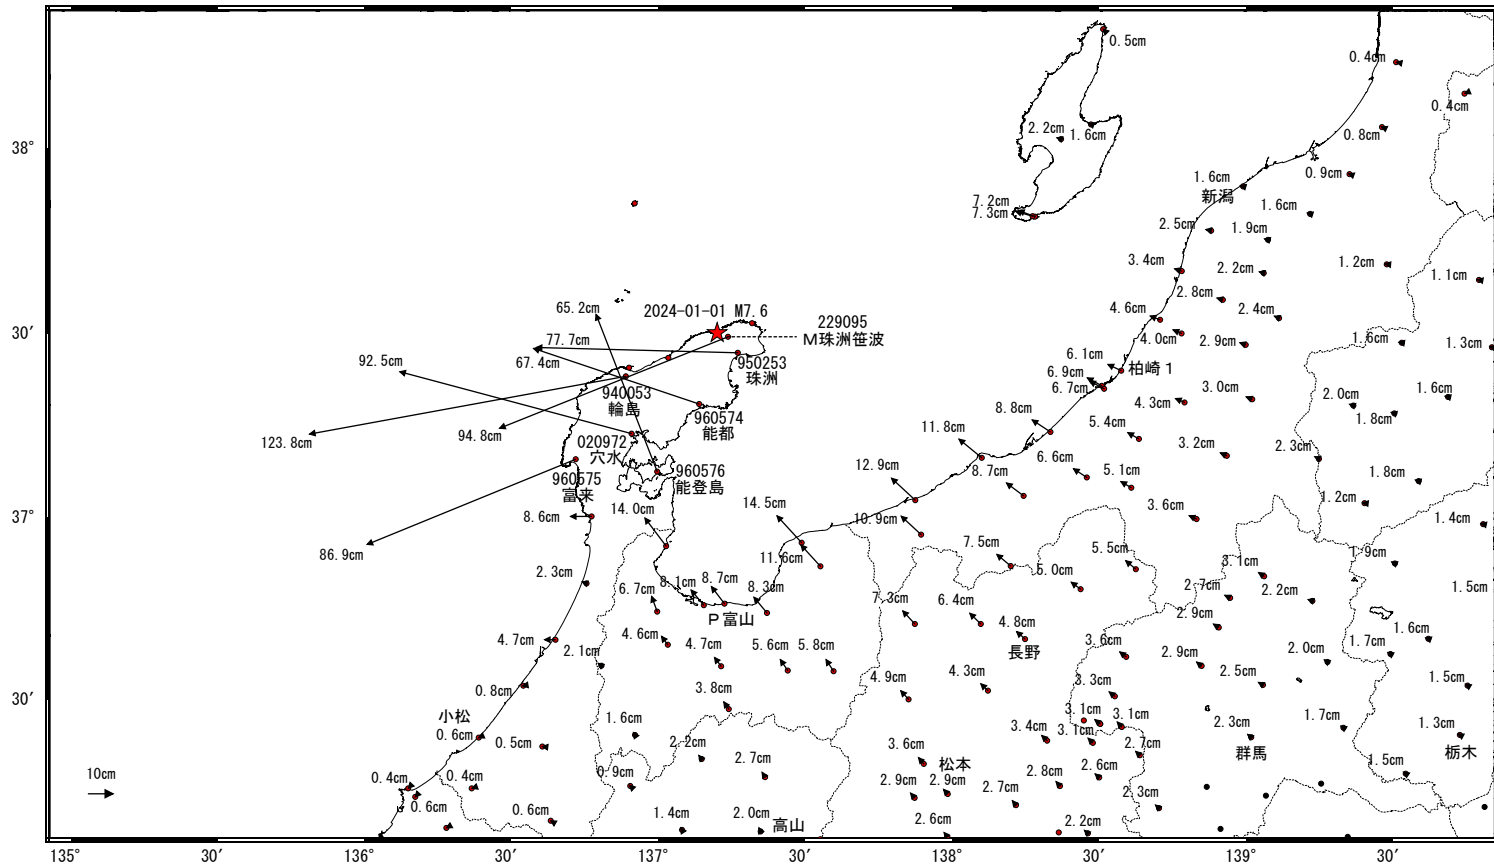 0.5cm
0.4cm
0.4cm
38°
2.2cm
1.6cm
0.8cm
0.9cm
1.6cm
新潟
7.2cm
7.3cm
1.6cm
2.5cm
1.9cm
3.4cm
2.2cm
1.2cm
1.1cm
2.8cm
65.2cm
2024-01-01 M7.6
4.6cm
2.4cm
30′
229095
M珠洲笹波
77.7cm
4.0cm
2.9cm
1.6cm
1.3cm
92.5cm
67.4cm
950253
珠洲
6.1cm
柏崎1
6.9cm
6.7cm
940053
輪島
3.0cm
2.0cm
1.6cm
4.3cm
960574
能都
1.8cm
8.8cm
5.4cm
123.8cm
94.8cm
020972
穴水
11.8cm
3.2cm
2.3cm
12.9cm
8.7cm
6.6cm
5.1cm
1.8cm
960575
富来
960576
能登島
14.0cm
14.5cm
1.2cm
37°
8.6cm
10.9cm
3.6cm
1.4cm
86.9cm
11.6cm
7.5cm
5.5cm
1.9cm
2.3cm
5.0cm
3.1cm
6.7cm
8.1cm
8.7cm
8.3cm
2.7cm
2.2cm
1.5cm
P富山
7.3cm
6.4cm
2.9cm
4.7cm
4.6cm
4.8cm
長野
1.6cm
2.1cm
4.7cm
5.6cm
5.8cm
3.6cm
2.9cm
2.0cm
1.7cm
4.9cm
4.3cm
2.5cm
1.5cm
30′
0.8cm
3.8cm
3.3cm
小松
0.6cm
1.6cm
3.4cm
3.1cm
3.1cm
3.1cm
2.3cm
1.7cm
1.3cm
0.5cm
2.2cm
2.7cm
3.6cm
松本
2.7cm
群馬
栃木
10cm
0.4cm
0.4cm
0.9cm
2.9cm
2.9cm
2.8cm
2.6cm
1.5cm
0.6cm
0.6cm
1.4cm
2.0cm
高山
2.7cm
2.3cm
2.6cm
2.2cm
135°
30′
136°
30′
137°
30′
138°
30′
139°
30′